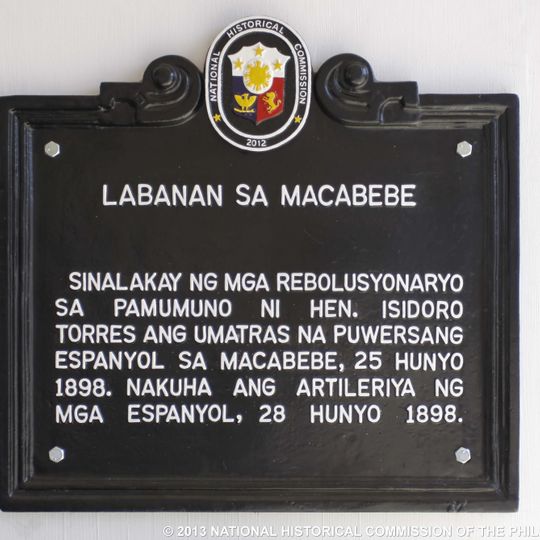 NATIONAL HISTORICAL COMMISSION
2012
LABANAN SA MACABEBE
SINALAKAY NG MGA REBOLUSYONARYO
SA PAMUMUNO NI HEN. ISIDORO
TORRES ANG UMATRAS NA PUWERSANG
ESPANYOL SA MACABEBE, 25 HUNYO
1898. NAKUHA ANG ARTILERIYA NG
MGA ESPANYOL, 28 HUNYO 1898.
© 2013 NATIONAL HISTORICAL COMMISSION OF THE PHIL